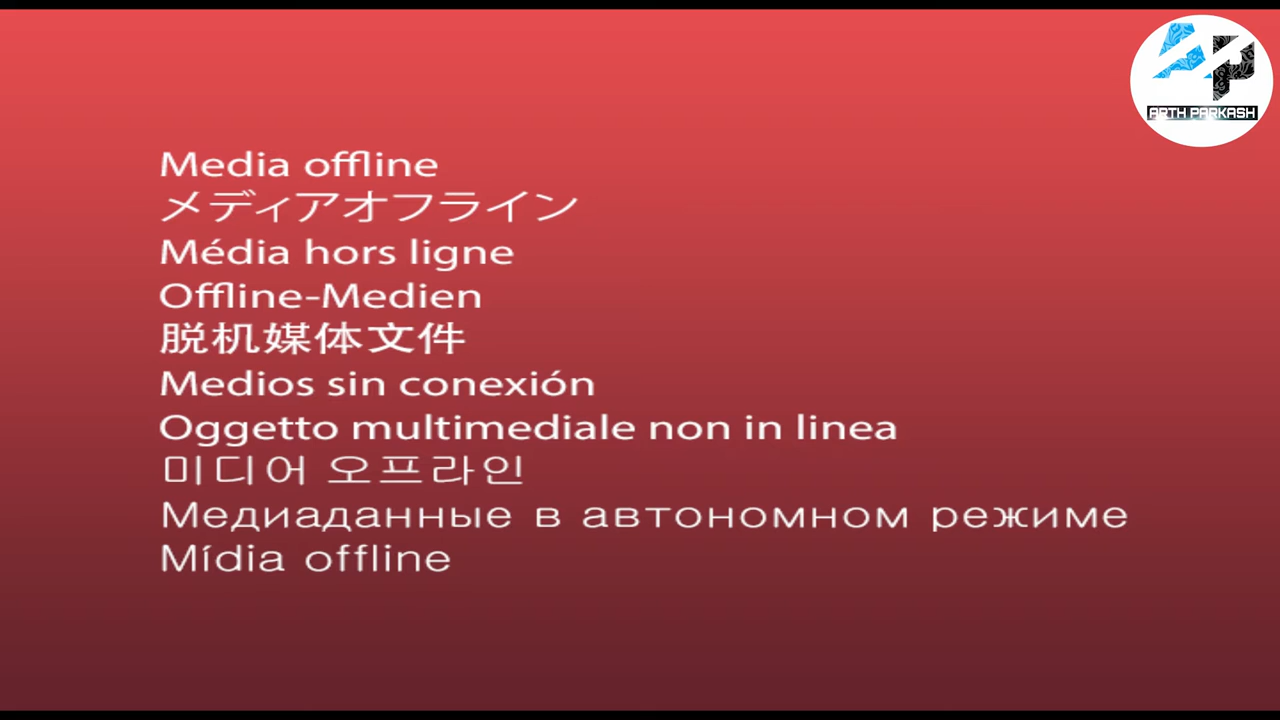 AP
ARTH PARKASH
Media offline
メディアオフライン
Média hors ligne
Offline-Medien
脱机媒体文件
Medios sin conexión
Oggetto multimediale non in linea
미디어 오프라인
Медиаданные в автономном режиме
Mídia offline